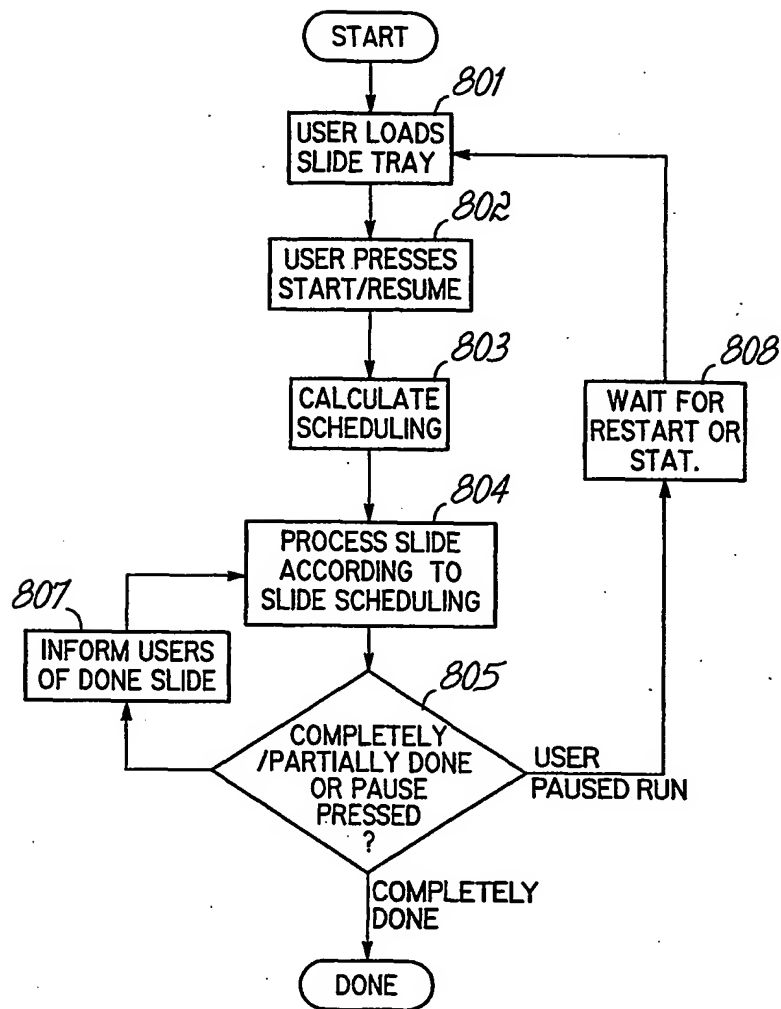 START
801
USER LOADS
SLIDE TRAY
802
USER PRESSES
START/RESUME
803
CALCULATE
SCHEDULING
808
WAIT FOR
RESTART OR
STAT.
804
PROCESS SLIDE
ACCORDING TO
SLIDE SCHEDULING
807
INFORM USERS
OF DONE SLIDE
805
COMPLETELY
/PARTIALLY DONE
OR PAUSE
PRESSED
?
USER
PAUSED RUN
COMPLETELY
DONE
DONE